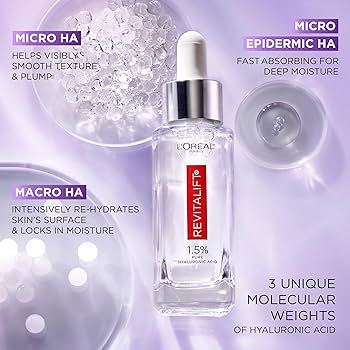 MICRO HA
HELPS VISIBLY
SMOOTH TEXTURE
& PLUMP
MICRO
EPIDERMIC HA
FAST ABSORBING FOR
DEEP MOISTURE
MACRO HA
INTENSIVELY RE-HYDRATES
SKIN'S SURFACE
& LOCKS IN MOISTURE
L'ORÉAL
PARIS
REVITALIFT
1.5%
PURE
HYALURONIC ACID
3 UNIQUE
MOLECULAR
WEIGHTS
OF HYALURONIC ACID